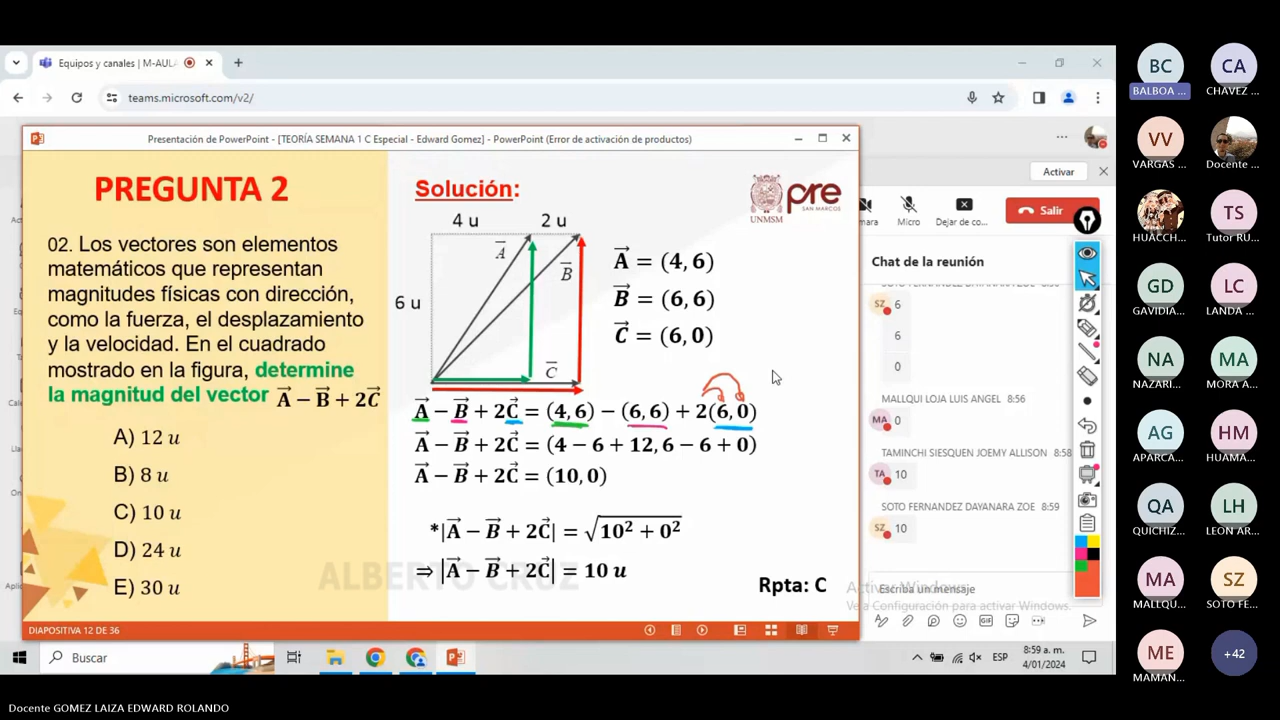 Equipos y canales | M-AULA
teams.microsoft.com/v2/
Presentación de PowerPoint - [TEORÍA SEMANA 1 C Especial - Edward Gomez] - PowerPoint (Error de activación de productos)
PREGUNTA 2
02. Los vectores son elementos
matemáticos que representan
magnitudes físicas con dirección,
como la fuerza, el desplazamiento
y la velocidad. En el cuadrado
mostrado en la figura, determine
la magnitud del vector A⃗ − B⃗ + 2C⃗
A) 12 u
B) 8 u
C) 10 u
D) 24 u
E) 30 u
DIAPOSITIVA 12 DE 36
Solución:
4 u 2 u
A
B
6 u
C
UNMSM
pre
SAN MARCOS
A⃗ = (4, 6)
B⃗ = (6, 6)
C⃗ = (6, 0)
A⃗ − B⃗ + 2C⃗ = (4, 6) − (6, 6) + 2(6, 0)
A⃗ − B⃗ + 2C⃗ = (4 − 6 + 12, 6 − 6 + 0)
A⃗ − B⃗ + 2C⃗ = (10, 0)
*|A⃗ − B⃗ + 2C⃗| = √10² + 0²
⇒ |A⃗ − B⃗ + 2C⃗| = 10 u
ALBERTO CRUZ
Rpta: C
Activar
Micro
Dejar de co...
Salir
Chat de la reunión
SZ 6
6
0
MALLQUI LOJA LUIS ANGEL 8:56
MA 0
TAMINCHI SIESQUEN JOEMY ALLISON 8:58
TA 10
SOTO FERNANDEZ DAYANARA ZOE 8:59
SZ 10
Activar Windows
Escriba un mensaje
Ve a Configuración para activar Windows.
GIF
Buscar
ESP
8:59 a. m.
4/01/2024
BC
BALBOA ...
CA
CHAVEZ ...
VV
VARGAS ...
Docente ...
HUACCH...
TS
Tutor RU...
GD
GAVIDIA...
LC
LANDA ...
NA
NAZARI...
MA
MORA A...
AG
APARCA...
HM
HUAMA...
QA
QUICHIZ...
LH
LEON AR...
MA
MALLQU...
SZ
SOTO FE...
ME
MAMAN...
+42
Docente GOMEZ LAIZA EDWARD ROLANDO